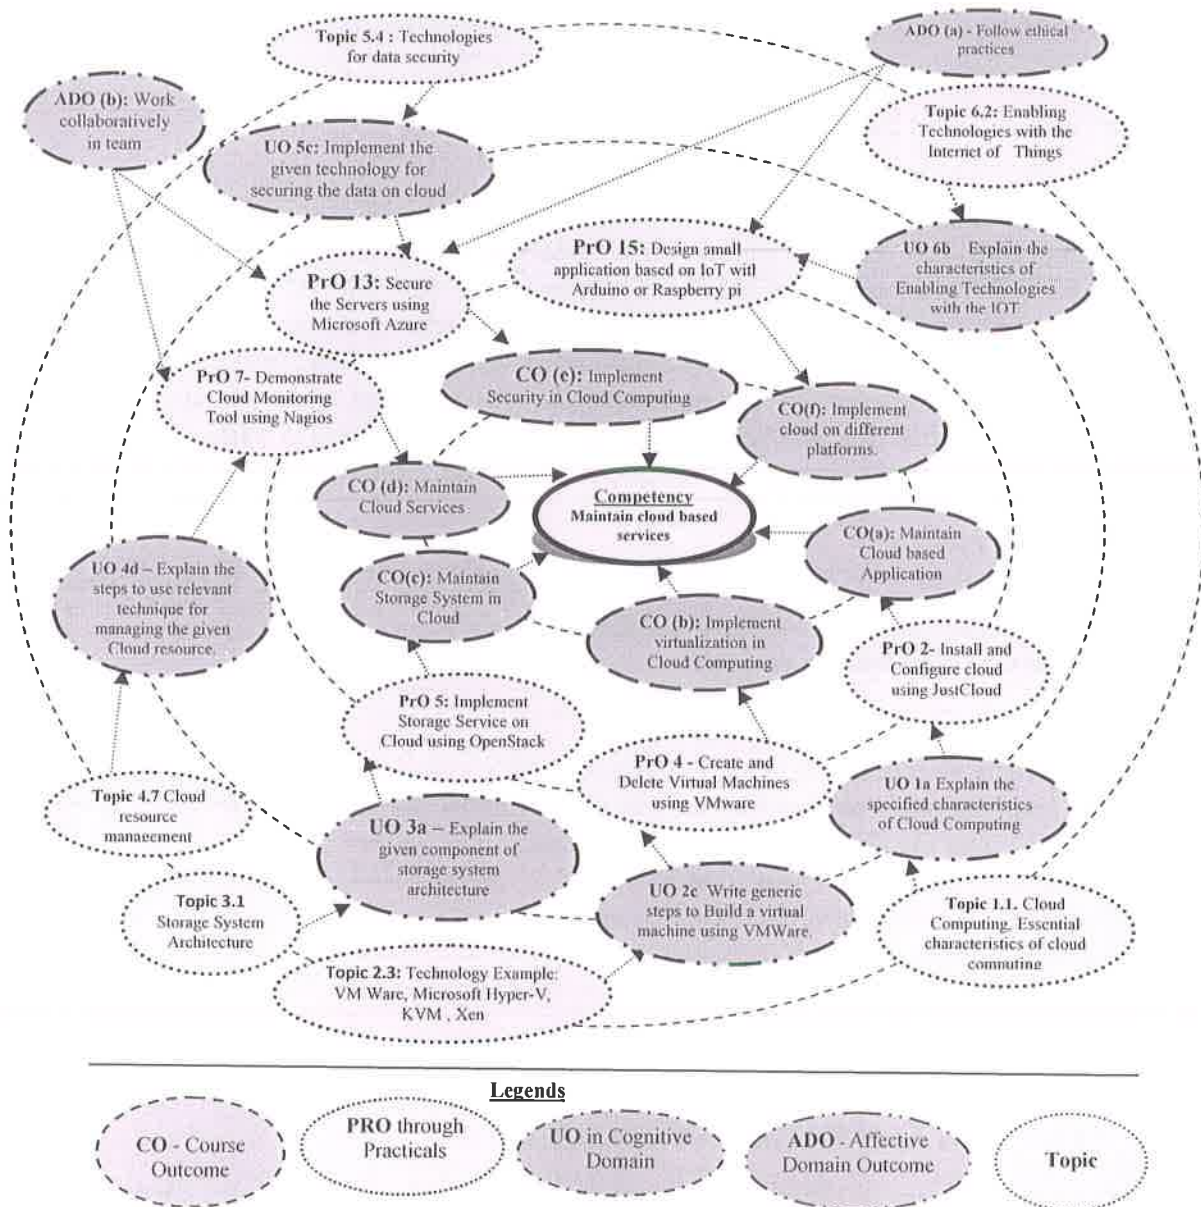 Topic 5.4 : Technologies
for data security
ADO (a) - Follow ethical
practices
ADO (b): Work
collaboratively
in team
Topic 6.2: Enabling
Technologies with the
Internet of Things
UO 5c: Implement the
given technology for
securing the data on cloud
PrO 15: Design small
application based on IoT witl
Arduino or Raspberry pi
UO 6b Explain the
characteristics of
Enabling Technologies
with the IOT
PrO 13: Secure
the Servers using
Microsoft Azure
PrO 7- Demonstrate
Cloud Monitoring
Tool using Nagios
CO (e): Implement
Security in Cloud Computing
CO(f): Implement
cloud on different
platforms.
CO (d): Maintain
Cloud Services
Competency
Maintain cloud based
services
CO(a): Maintain
Cloud based
Application
UO 4d – Explain the
steps to use relevant
technique for
managing the given
Cloud resource.
CO(c): Maintain
Storage System in
Cloud
CO (b): Implement
virtualization in
Cloud Computing
PrO 2- Install and
Configure cloud
using JustCloud
PrO 5: Implement
Storage Service on
Cloud using OpenStack
PrO 4 - Create and
Delete Virtual Machines
using VMware
UO 1a Explain the
specified characteristics
of Cloud Computing
Topic 4.7 Cloud
resource
management
UO 3a – Explain the
given component of
storage system
architecture
UO 2c Write generic
steps to Build a virtual
machine using VMWare.
Topic 3.1
Storage System
Architecture
Topic 1.1. Cloud
Computing, Essential
characteristics of cloud
computing
Topic 2.3: Technology Example:
VM Ware, Microsoft Hyper-V,
KVM , Xen
Legends
CO - Course
Outcome
PRO through
Practicals
UO in Cognitive
Domain
ADO - Affective
Domain Outcome
Topic